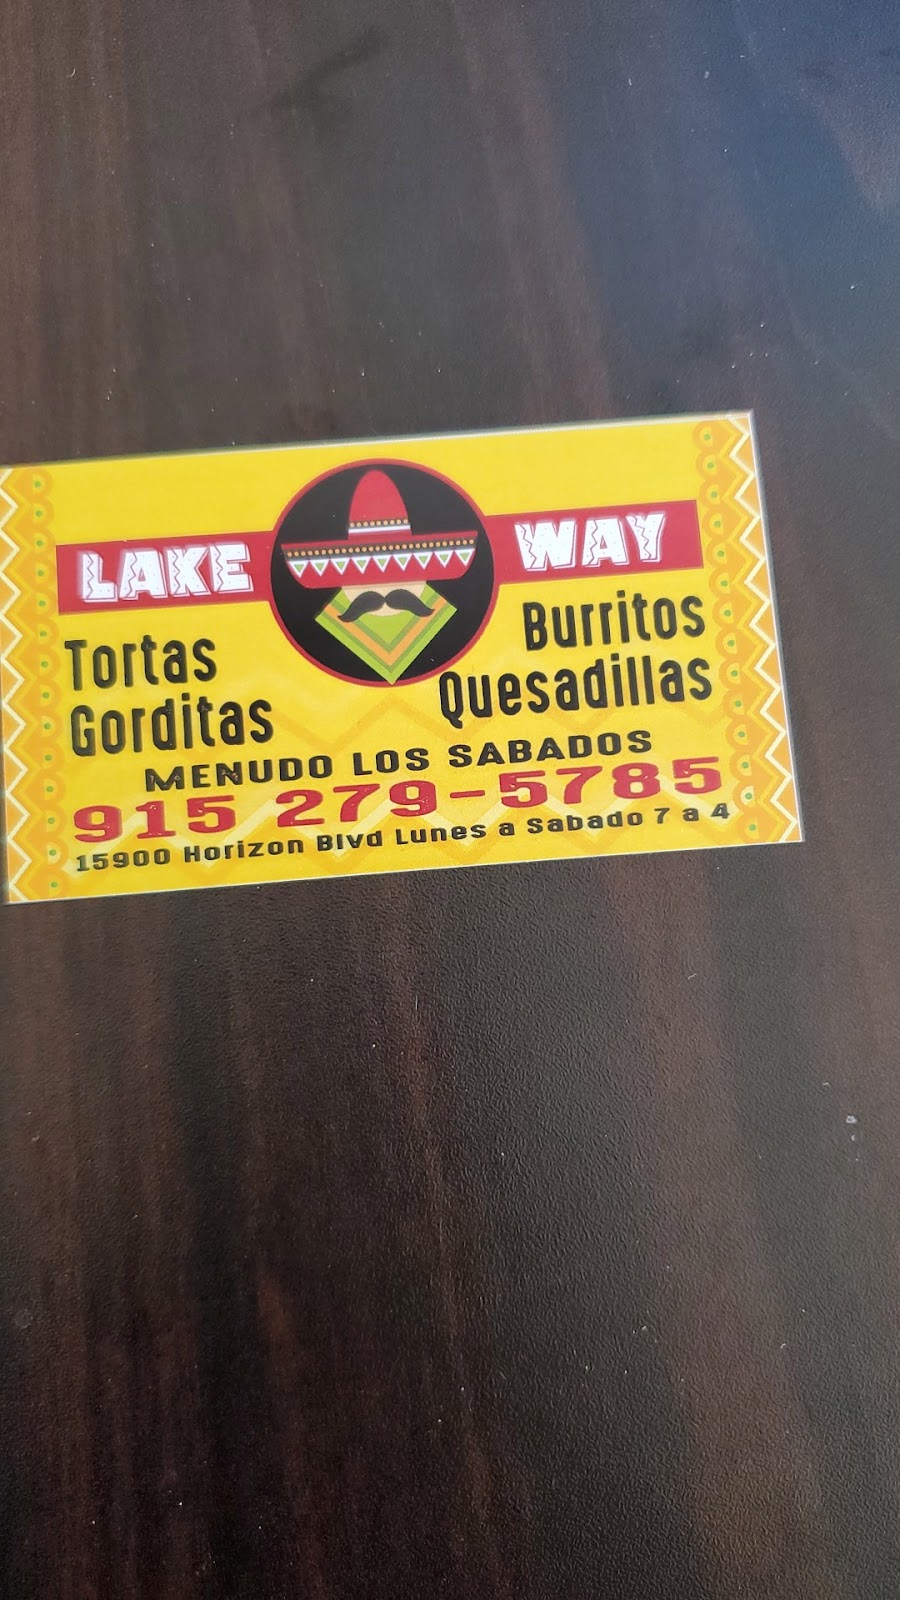 LAKE WAY
Tortas
Gorditas
Burritos
Quesadillas
MENUDO LOS SABADOS
915 279-5785
15900 Horizon Blvd Lunes a Sabado 7 a 4